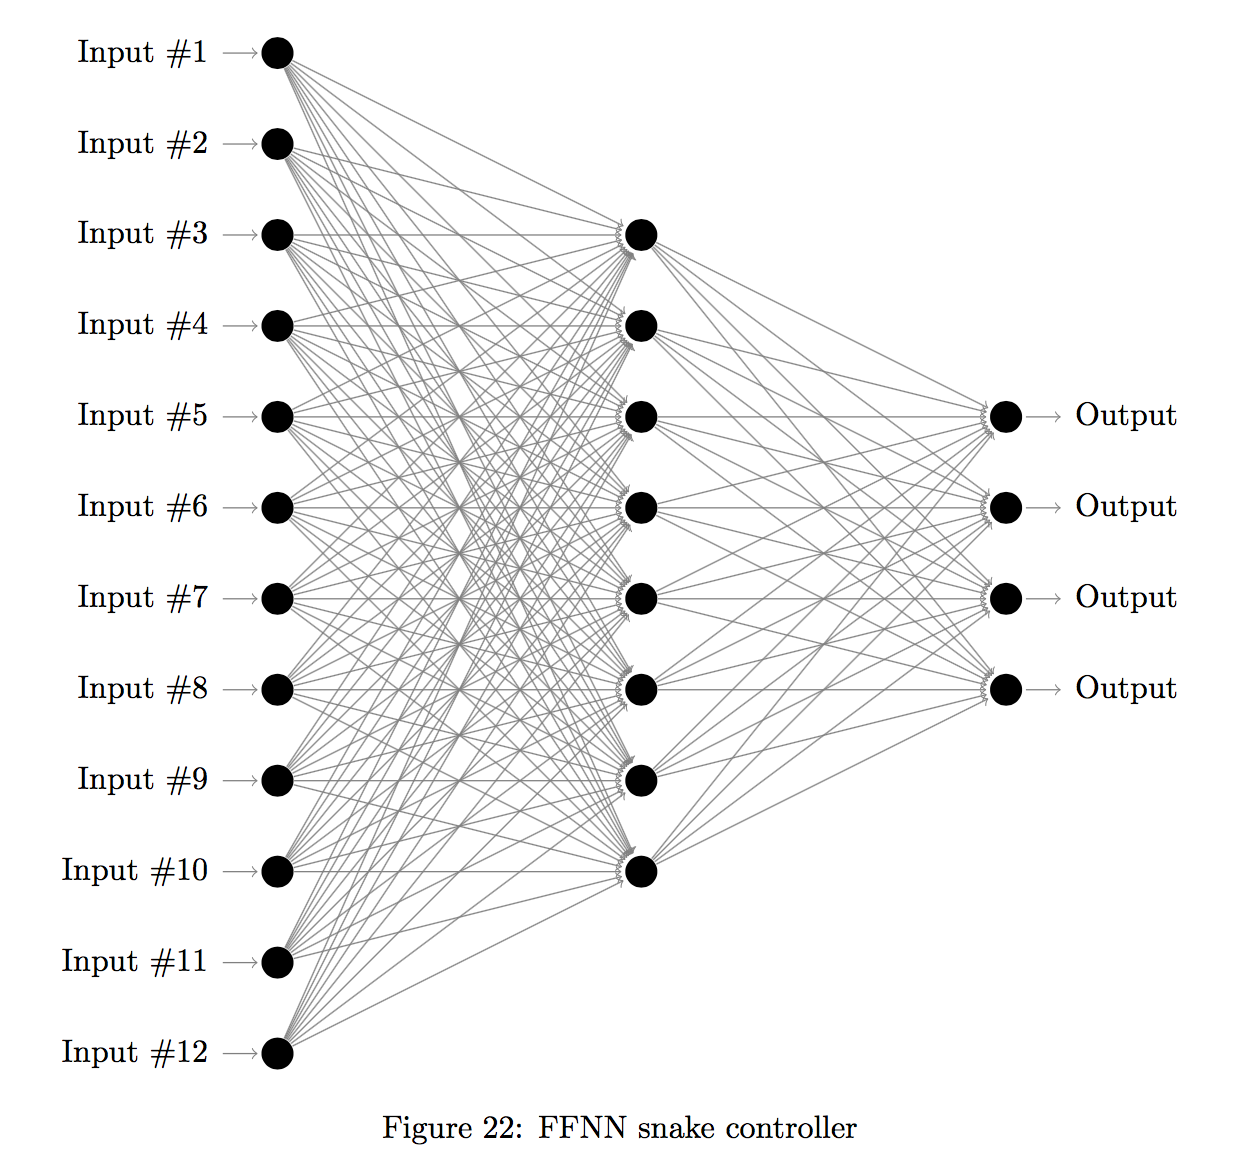 Input #1
Input #2
Input #3
Input #4
Input #5
Input #6
Input #7
Input #8
Input #9
Input #10
Input #11
Input #12
Output
Output
Output
Output
Figure 22: FFNN snake controller